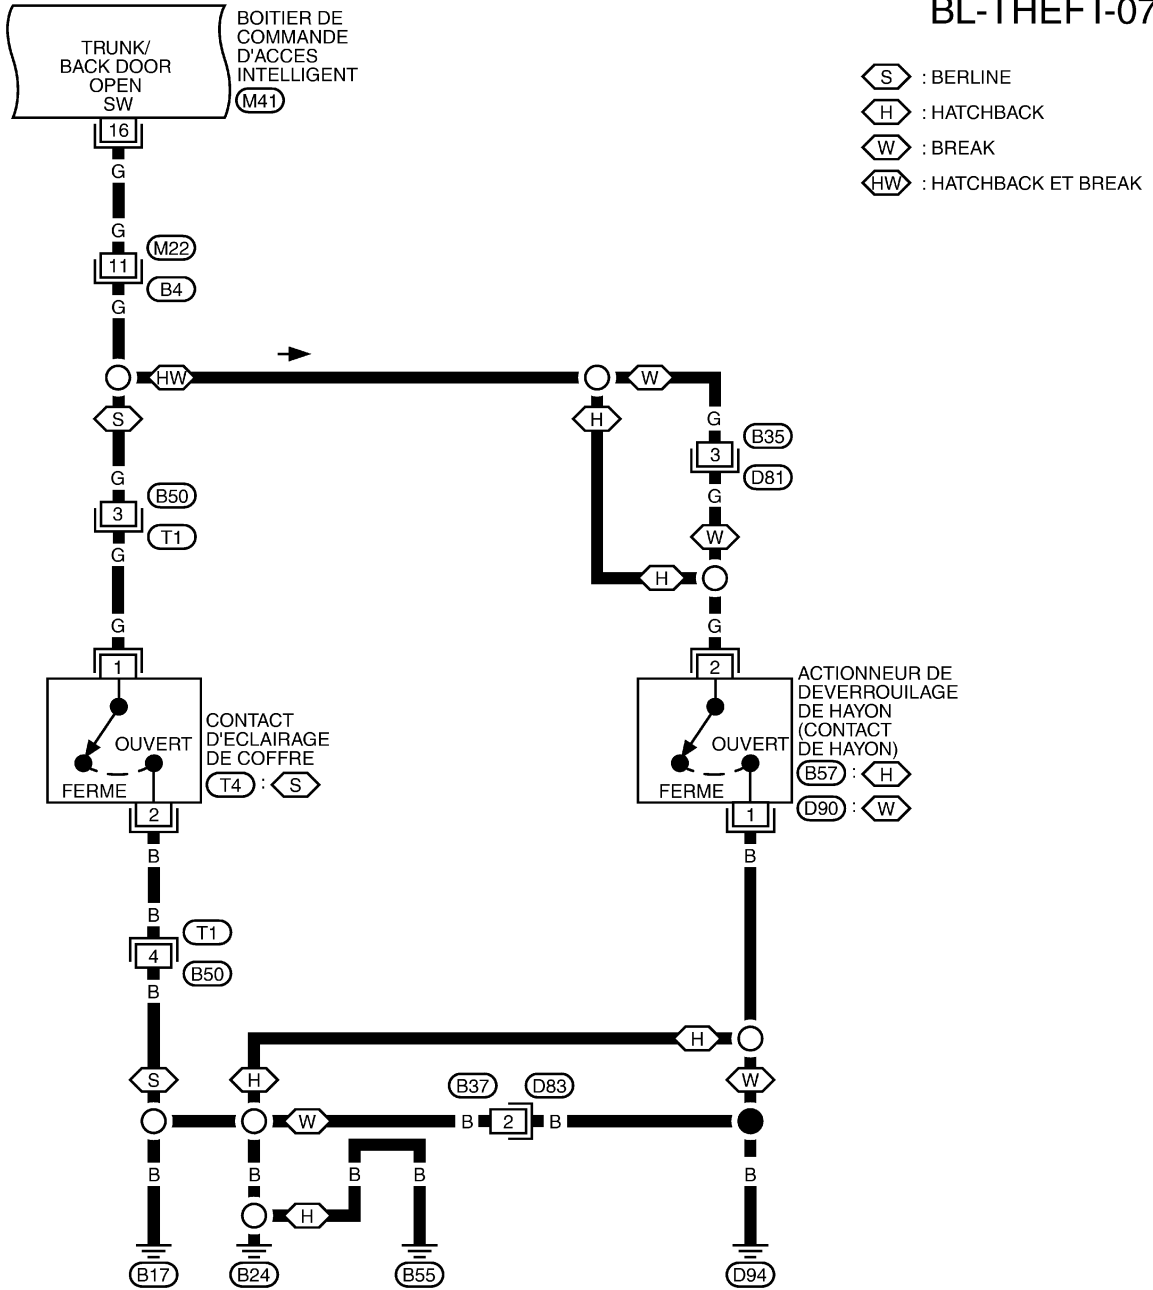 BL-THEFT-07
BOITIER DE
COMMANDE
D'ACCES
INTELLIGENT
M41
TRUNK/
BACK DOOR
OPEN
SW
16
S : BERLINE
H : HATCHBACK
W : BREAK
HW : HATCHBACK ET BREAK
G
G
M22
11
B4
G
HW
W
S
H
G
B35
3
D81
G
G
B50
3
T1
G
W
H
G
G
1
2
CONTACT
D'ECLAIRAGE
DE COFFRE
T4 : S
OUVERT
FERME
2
ACTIONNEUR DE
DEVERROUILAGE
DE HAYON
(CONTACT
DE HAYON)
B57 : H
D90 : W
OUVERT
FERME
1
B
B
B
T1
4
B50
B
H
S
H
W
B37
D83
W
B
2
B
B
B
B
B
B
H
B17
B24
B55
D94